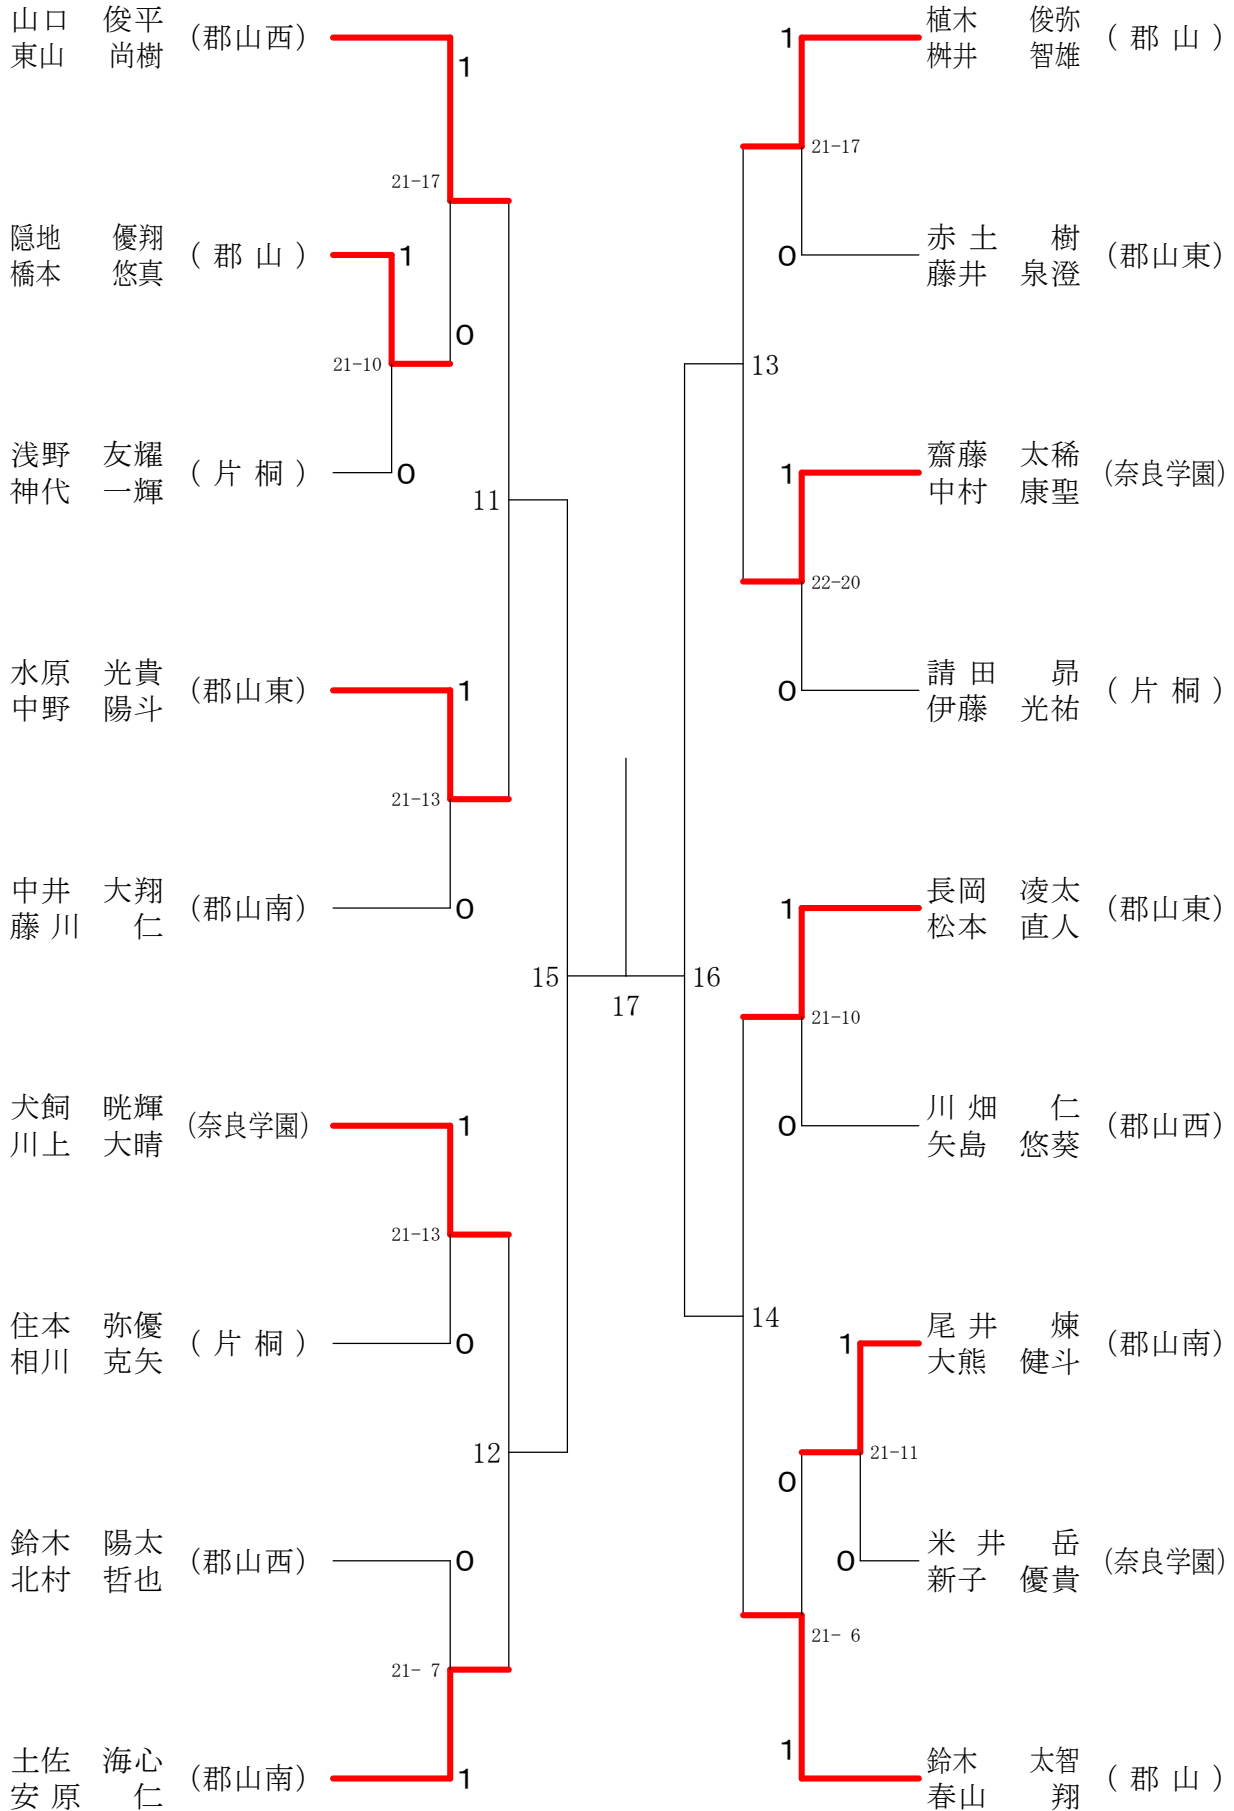 山口 俊平
東山 尚樹
(郡山西)
1
21-17
隠地 優翔
橋本 悠真
(郡山)
1
0
21-10
浅野 友耀
神代 一輝
(片桐)
0
11
水原 光貴
中野 陽斗
(郡山東)
1
21-13
中井 大翔
藤川 仁
(郡山南)
0
15
17
犬飼 晄輝
川上 大晴
(奈良学園)
1
21-13
住本 弥優
相川 克矢
(片桐)
0
12
鈴木 陽太
北村 哲也
(郡山西)
0
21- 7
土佐 海心
安原 仁
(郡山南)
1
1
植木 俊弥
桝井 智雄
(郡山)
21-17
0
赤土 樹
藤井 泉澄
(郡山東)
13
1
齋藤 太稀
中村 康聖
(奈良学園)
22-20
0
請田 昴
伊藤 光祐
(片桐)
16
1
長岡 凌太
松本 直人
(郡山東)
21-10
0
川畑 仁
矢島 悠葵
(郡山西)
14
1
尾井 煉
大熊 健斗
(郡山南)
21-11
0
0
米井 岳
新子 優貴
(奈良学園)
21- 6
1
鈴木 太智
春山 翔
(郡山)